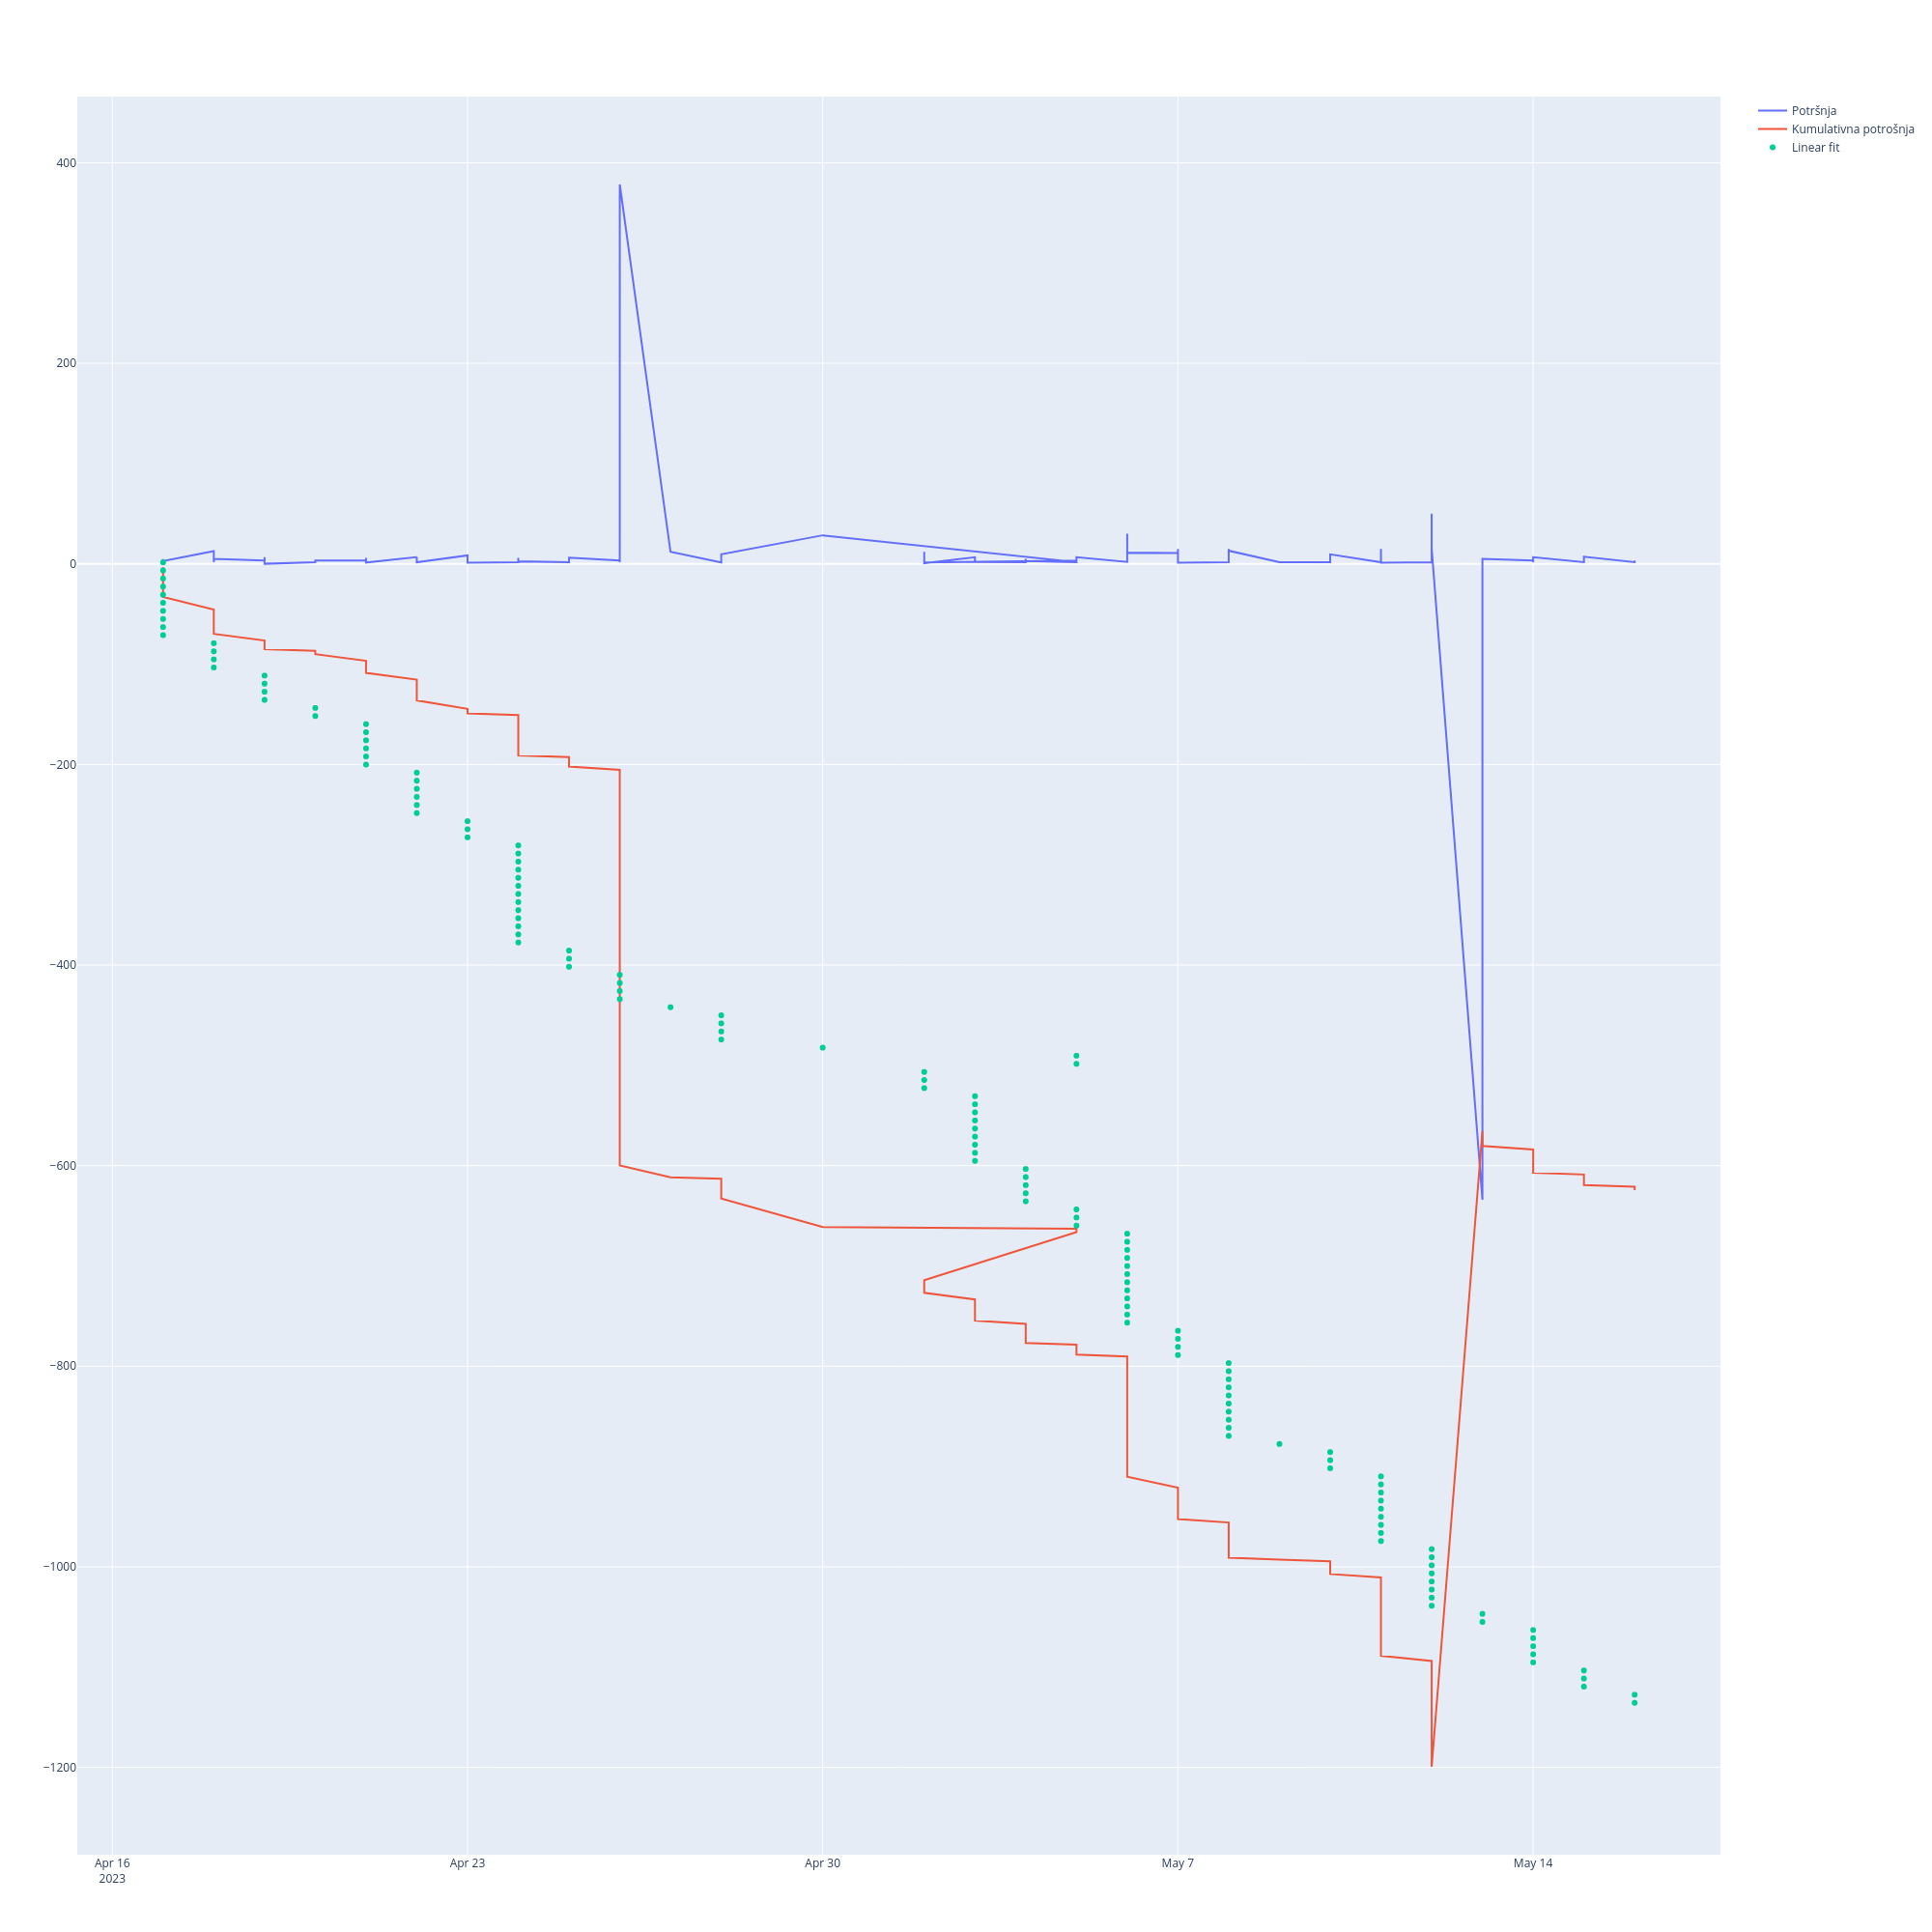 Potršnja
Kumulativna potrošnja
Linear fit
400
200
0
−200
−400
−600
−800
−1000
−1200
Apr 16
2023
Apr 23
Apr 30
May 7
May 14